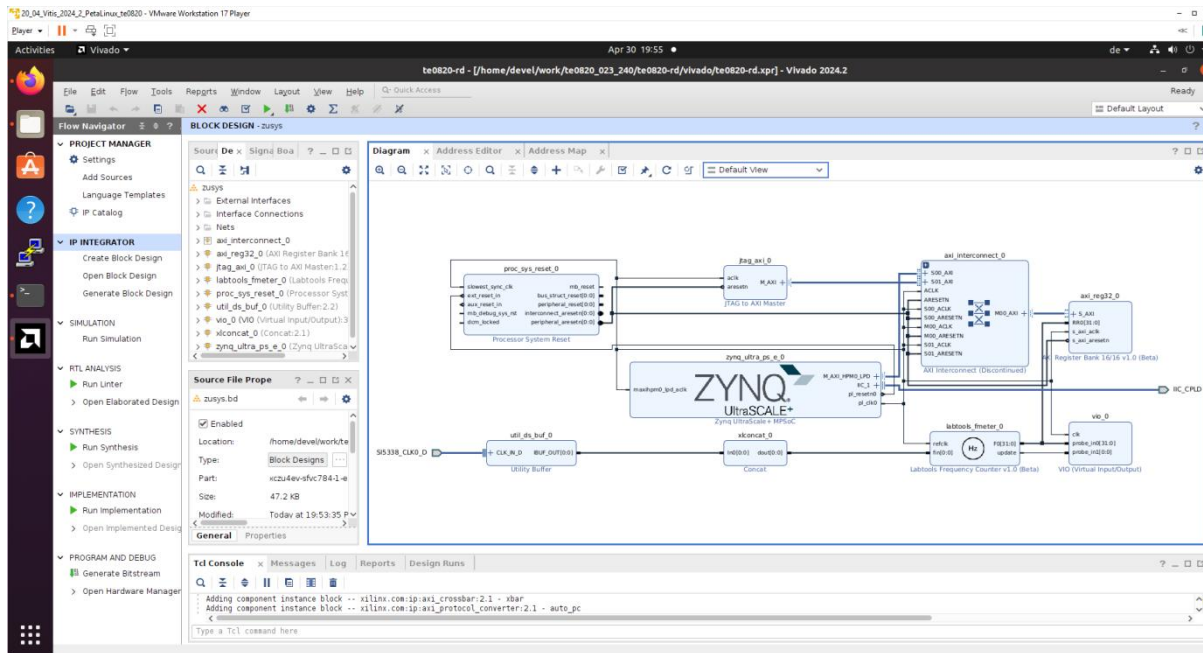 20_04_Vitis_2024_2_PetaLinux_te0820 - VMware Workstation 17 Player
Player
Activities Vivado Apr 30 19:55 de
te0820-rd - [/home/devel/work/te0820_023_240/te0820-rd/vivado/te0820-rd.xpr] - Vivado 2024.2
File Edit Flow Tools Reports Window Layout View Help Quick Access Ready
Default Layout
Flow Navigator
PROJECT MANAGER
Settings
Add Sources
Language Templates
IP Catalog
IP INTEGRATOR
Create Block Design
Open Block Design
Generate Block Design
SIMULATION
Run Simulation
RTL ANALYSIS
Run Linter
Open Elaborated Design
SYNTHESIS
Run Synthesis
Open Synthesized Design
IMPLEMENTATION
Run Implementation
Open Implemented Desig
PROGRAM AND DEBUG
Generate Bitstream
Open Hardware Manager
BLOCK DESIGN - zusys
Sourc De Signa Boa
zusys
External Interfaces
Interface Connections
Nets
axi_interconnect_0
axi_reg32_0 (AXI Register Bank 16
jtag_axi_0 (JTAG to AXI Master:1.2
labtools_fmeter_0 (Labtools Frequ
proc_sys_reset_0 (Processor Syst
util_ds_buf_0 (Utility Buffer:2.2)
vio_0 (VIO (Virtual Input/Output):3
xlconcat_0 (Concat:2.1)
zynq_ultra_ps_e_0 (Zynq UltraSca
Source File Prope
zusys.bd
Enabled
Location: /home/devel/work/te
Type: Block Designs
Part: xczu4ev-sfvc784-1-e
Size: 47.2 KB
Modified: Today at 19:53:35 P
General Properties
Diagram Address Editor Address Map
Default View
proc_sys_reset_0
slowest_sync_clk mb_reset
ext_reset_in bus_struct_reset[0:0]
aux_reset_in peripheral_reset[0:0]
mb_debug_sys_rst interconnect_aresetn[0:0]
dcm_locked peripheral_aresetn[0:0]
Processor System Reset
jtag_axi_0
aclk
aresetn
M_AXI
JTAG to AXI Master
axi_interconnect_0
S00_AXI
S01_AXI
ACLK
ARESETN
S00_ACLK
S00_ARESETN
M00_ACLK
M00_ARESETN
S01_ACLK
S01_ARESETN
M00_AXI
AXI Interconnect (Discontinued)
axi_reg32_0
S_AXI
RR0[31:0]
s_axi_aclk
s_axi_aresetn
Register Bank 16/16 v1.0 (Beta)
zynq_ultra_ps_e_0
maxihpm0_lpd_aclk
ZYNQ
UltraSCALE+
M_AXI_HPM0_LPD
IIC_1
pl_resetn0
pl_clk0
Zynq UltraScale+ MPSoC
IIC_CPLD
SI5338_CLK0_D
util_ds_buf_0
CLK_IN_D IBUF_OUT[0:0]
Utility Buffer
xlconcat_0
In0[0:0] dout[0:0]
Concat
labtools_fmeter_0
refclk F0[31:0]
fin[0:0] update
Hz
Labtools Frequency Counter v1.0 (Beta)
vio_0
clk
probe_in0[31:0]
probe_in1[0:0]
VIO (Virtual Input/Output)
Tcl Console Messages Log Reports Design Runs
Adding component instance block -- xilinx.com:ip:axi_crossbar:2.1 - xbar
Adding component instance block -- xilinx.com:ip:axi_protocol_converter:2.1 - auto_pc
Type a Tcl command here